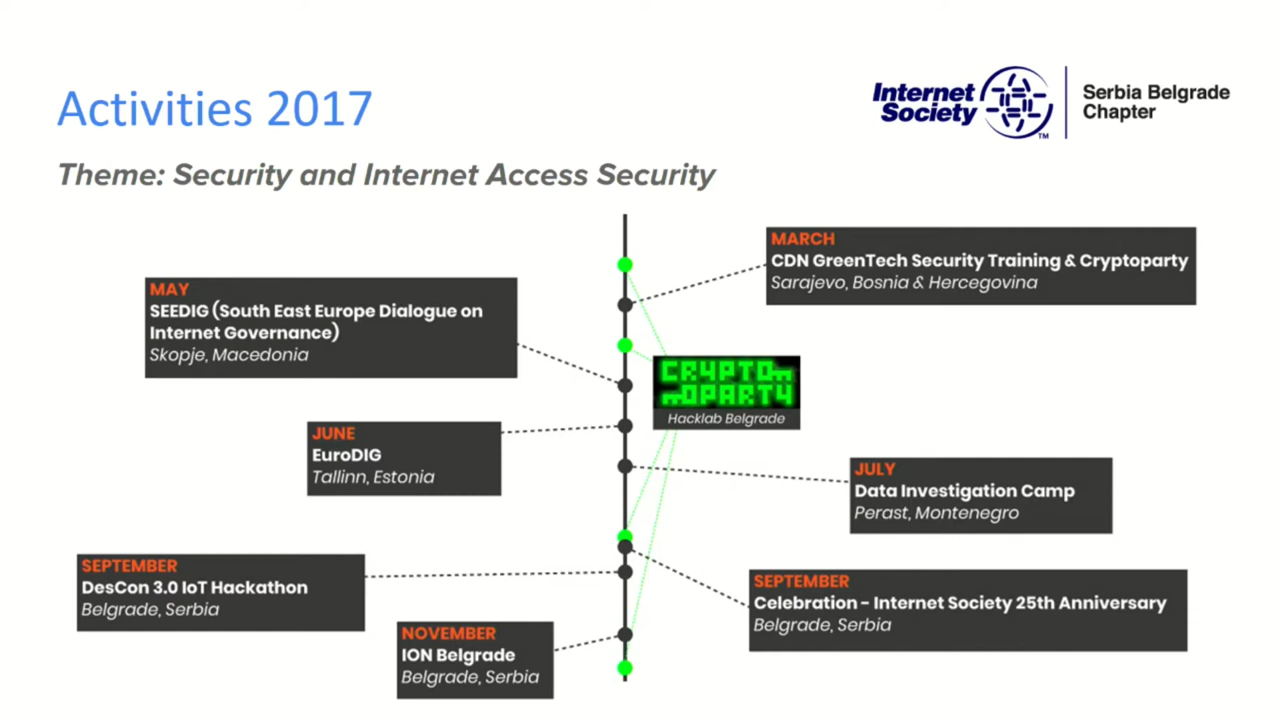 Activities 2017
Internet
Society
TM
Serbia Belgrade
Chapter
Theme: Security and Internet Access Security
MARCH
CDN GreenTech Security Training & Cryptoparty
Sarajevo, Bosnia & Hercegovina
MAY
SEEDIG (South East Europe Dialogue on
Internet Governance)
Skopje, Macedonia
CRYPTO
PARTY
Hacklab Belgrade
JUNE
EuroDIG
Tallinn, Estonia
JULY
Data Investigation Camp
Perast, Montenegro
SEPTEMBER
DesCon 3.0 IoT Hackathon
Belgrade, Serbia
SEPTEMBER
Celebration - Internet Society 25th Anniversary
Belgrade, Serbia
NOVEMBER
ION Belgrade
Belgrade, Serbia